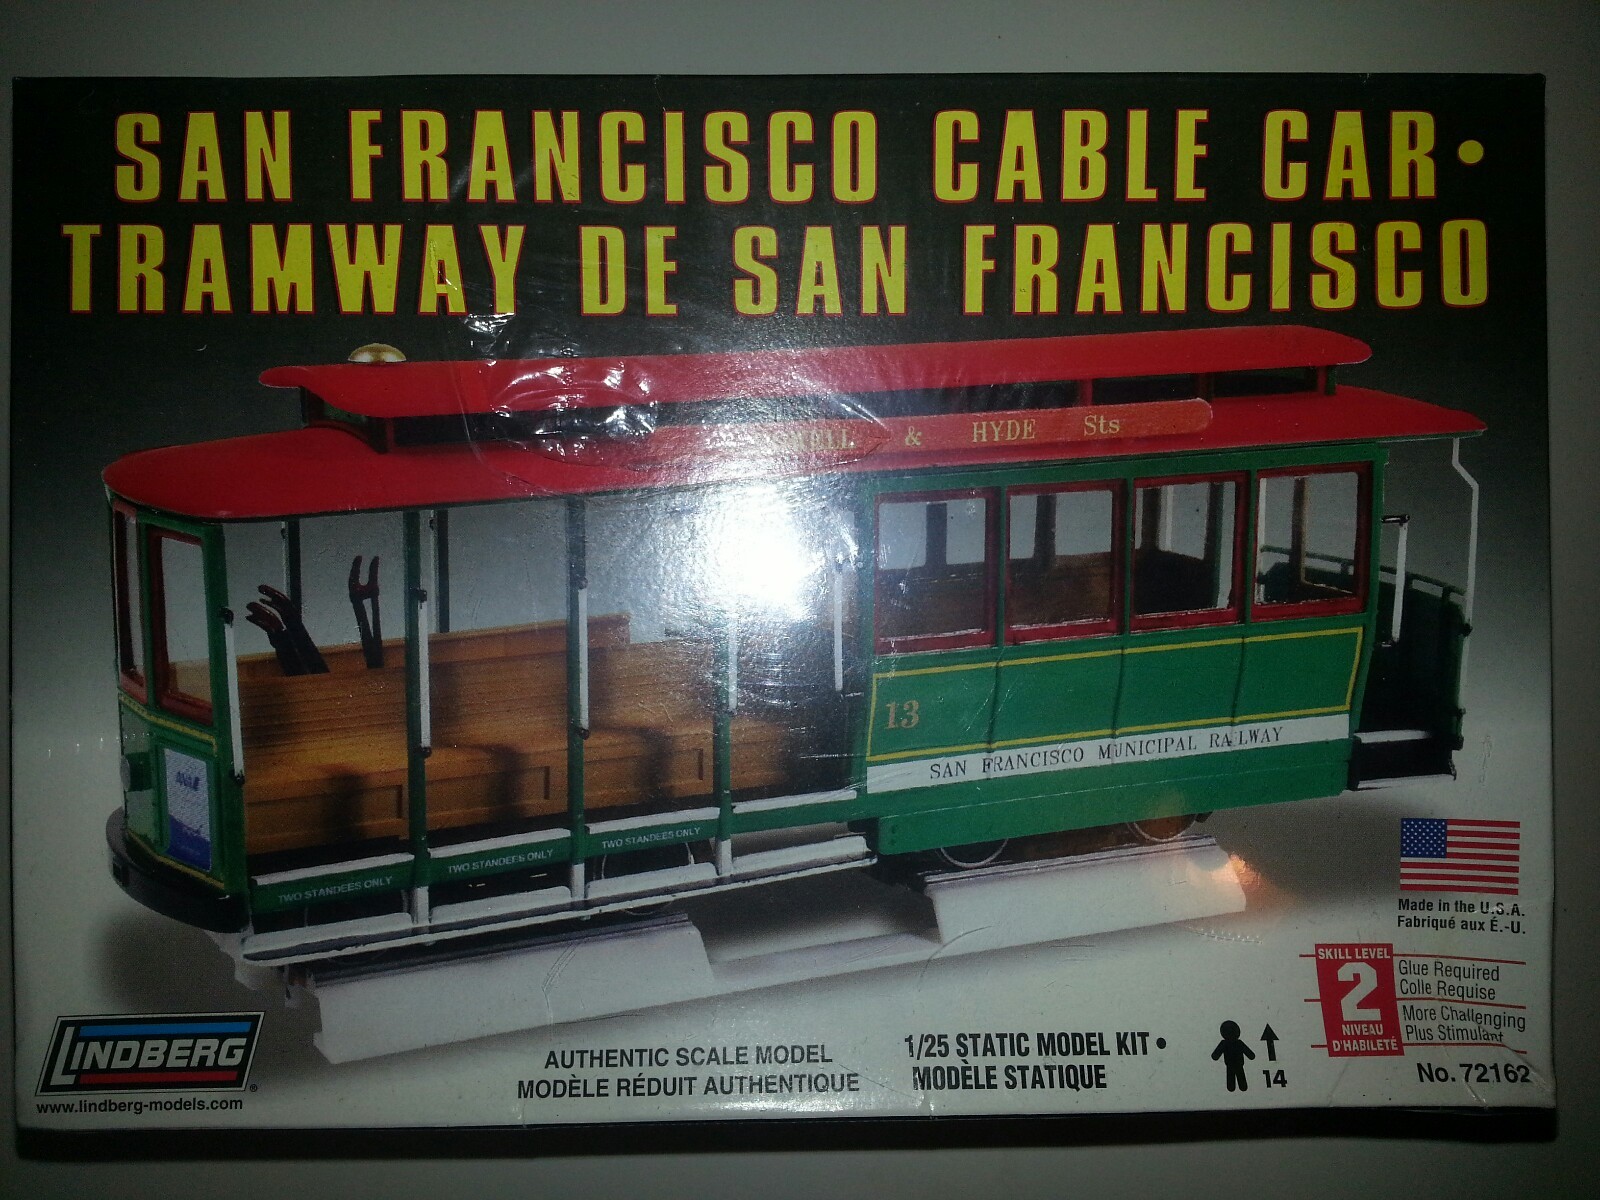 SAN FRANCISCO CABLE CAR •
TRAMWAY DE SAN FRANCISCO
& HYDE Sts
13
SAN FRANCISCO MUNICIPAL RAILWAY
ANA
TWO STANDEES ONLY
TWO STANDEES ONLY
TWO STANDEES ONLY
Made in the U.S.A.
Fabriqué aux É.-U.
SKILL LEVEL
2
NIVEAU
D'HABILETÉ
Glue Required
Colle Requise
More Challenging
Plus Stimulant
No. 72162
LINDBERG®
www.lindberg-models.com
AUTHENTIC SCALE MODEL
MODÈLE RÉDUIT AUTHENTIQUE
1/25 STATIC MODEL KIT •
MODÈLE STATIQUE
14